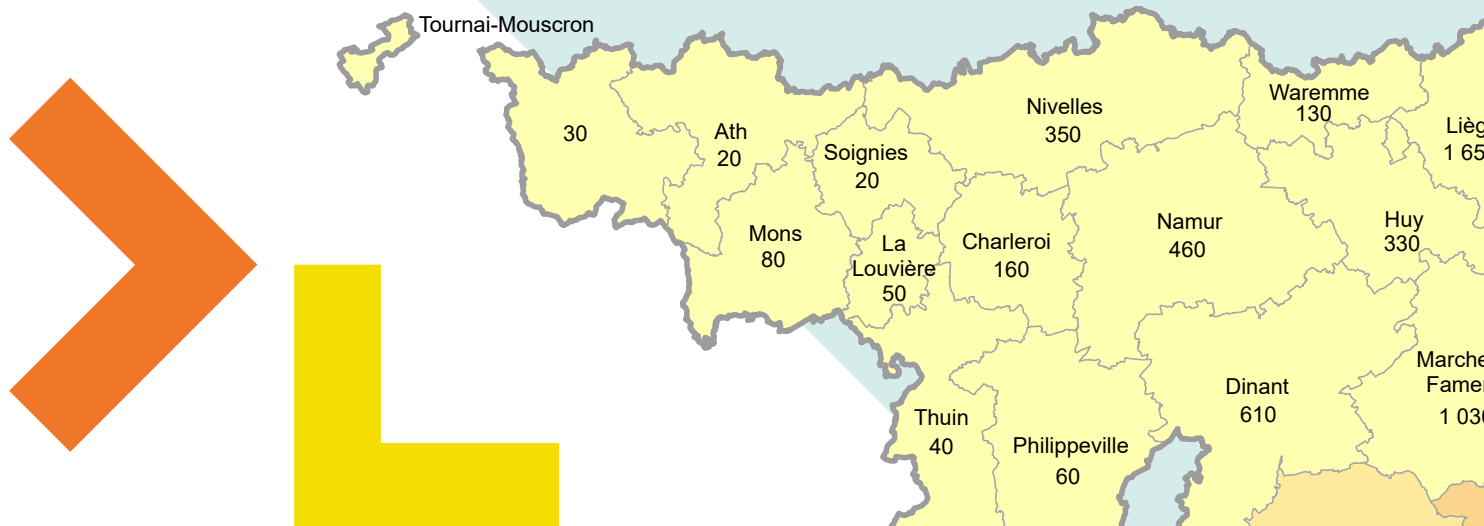 Tournai-Mouscron
30
Ath
20
Soignies
20
Nivelles
350
Waremme
130
Mons
80
La
Louvière
50
Charleroi
160
Namur
460
Huy
330
Thuin
40
Philippeville
60
Dinant
610